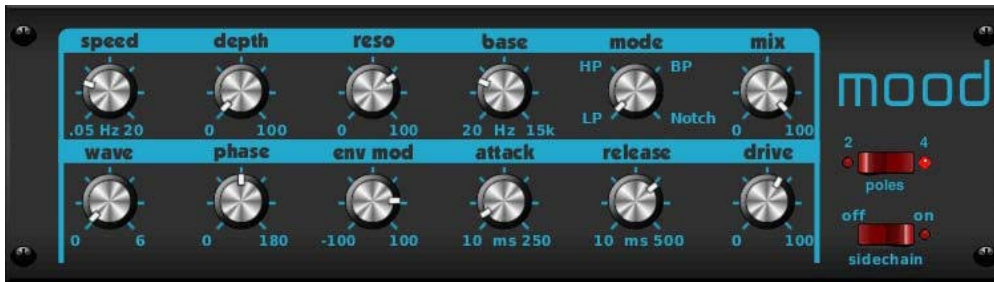 speed depth reso base mode mix
HP BP
mood
LP Notch
.05 Hz 20 0 100 0 100 20 Hz 15k 0 100
wave phase env mod attack release drive
2 4
poles
off on
0 6 0 180 -100 100 10 ms 250 10 ms 500 0 100
sidechain